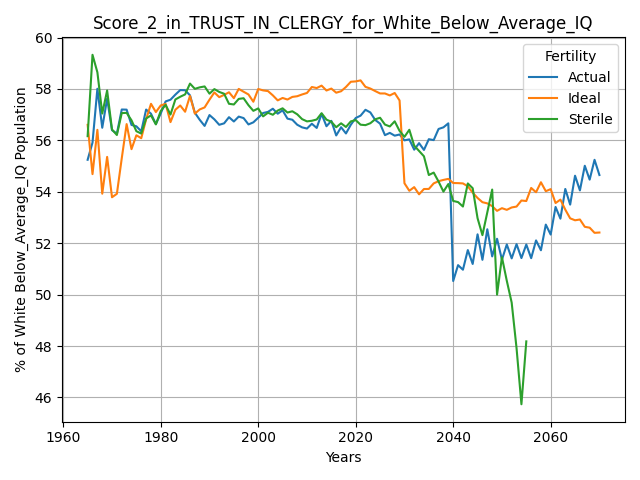 Score_2_in_TRUST_IN_CLERGY_for_White_Below_Average_IQ
% of White Below_Average_IQ Population
60
58
56
54
52
50
48
46
Fertility
Actual
Ideal
Sterile
1960 1980 2000 2020 2040 2060
Years